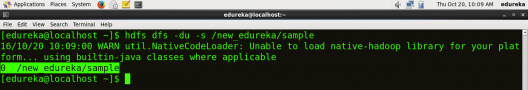 Applications Places System
Thu Oct 20, 10:09 AM edureka
edureka@localhost:~
File Edit View Search Terminal Help
[edureka@localhost ~]$ hdfs dfs -du -s /new_edureka/sample
16/10/20 10:09:00 WARN util.NativeCodeLoader: Unable to load native-hadoop library for your plat
form... using builtin-java classes where applicable
0 /new_edureka/sample
[edureka@localhost ~]$